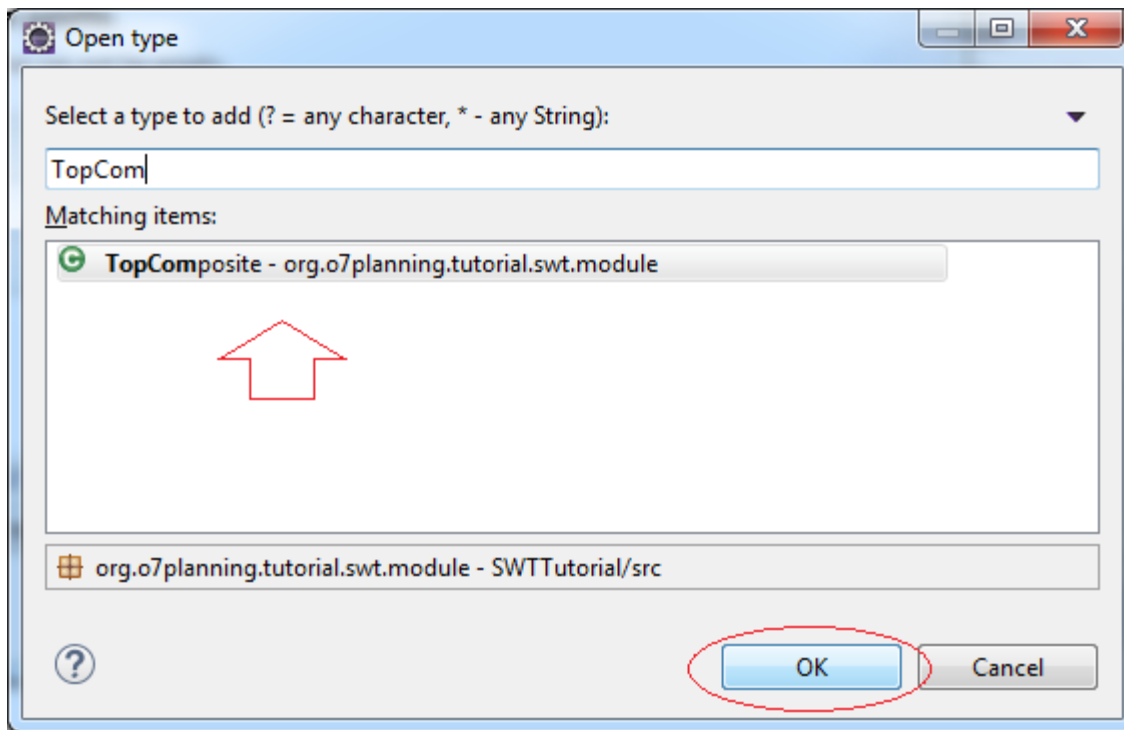 Open type
Select a type to add (? = any character, * - any String):
TopCom
Matching items:
TopComposite - org.o7planning.tutorial.swt.module
org.o7planning.tutorial.swt.module - SWTTutorial/src
OK Cancel